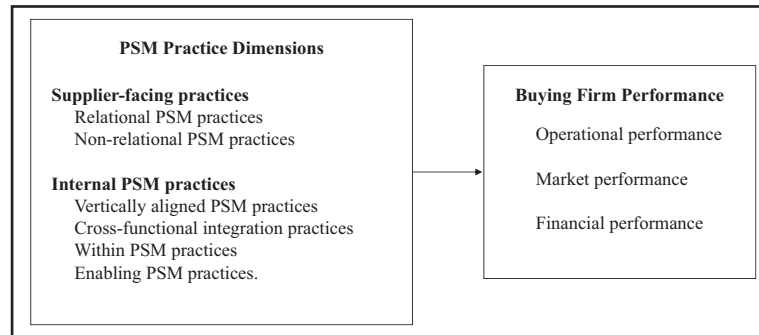 PSM Practice Dimensions
Supplier-facing practices
Relational PSM practices
Non-relational PSM practices
Internal PSM practices
Vertically aligned PSM practices
Cross-functional integration practices
Within PSM practices
Enabling PSM practices.
Buying Firm Performance
Operational performance
Market performance
Financial performance